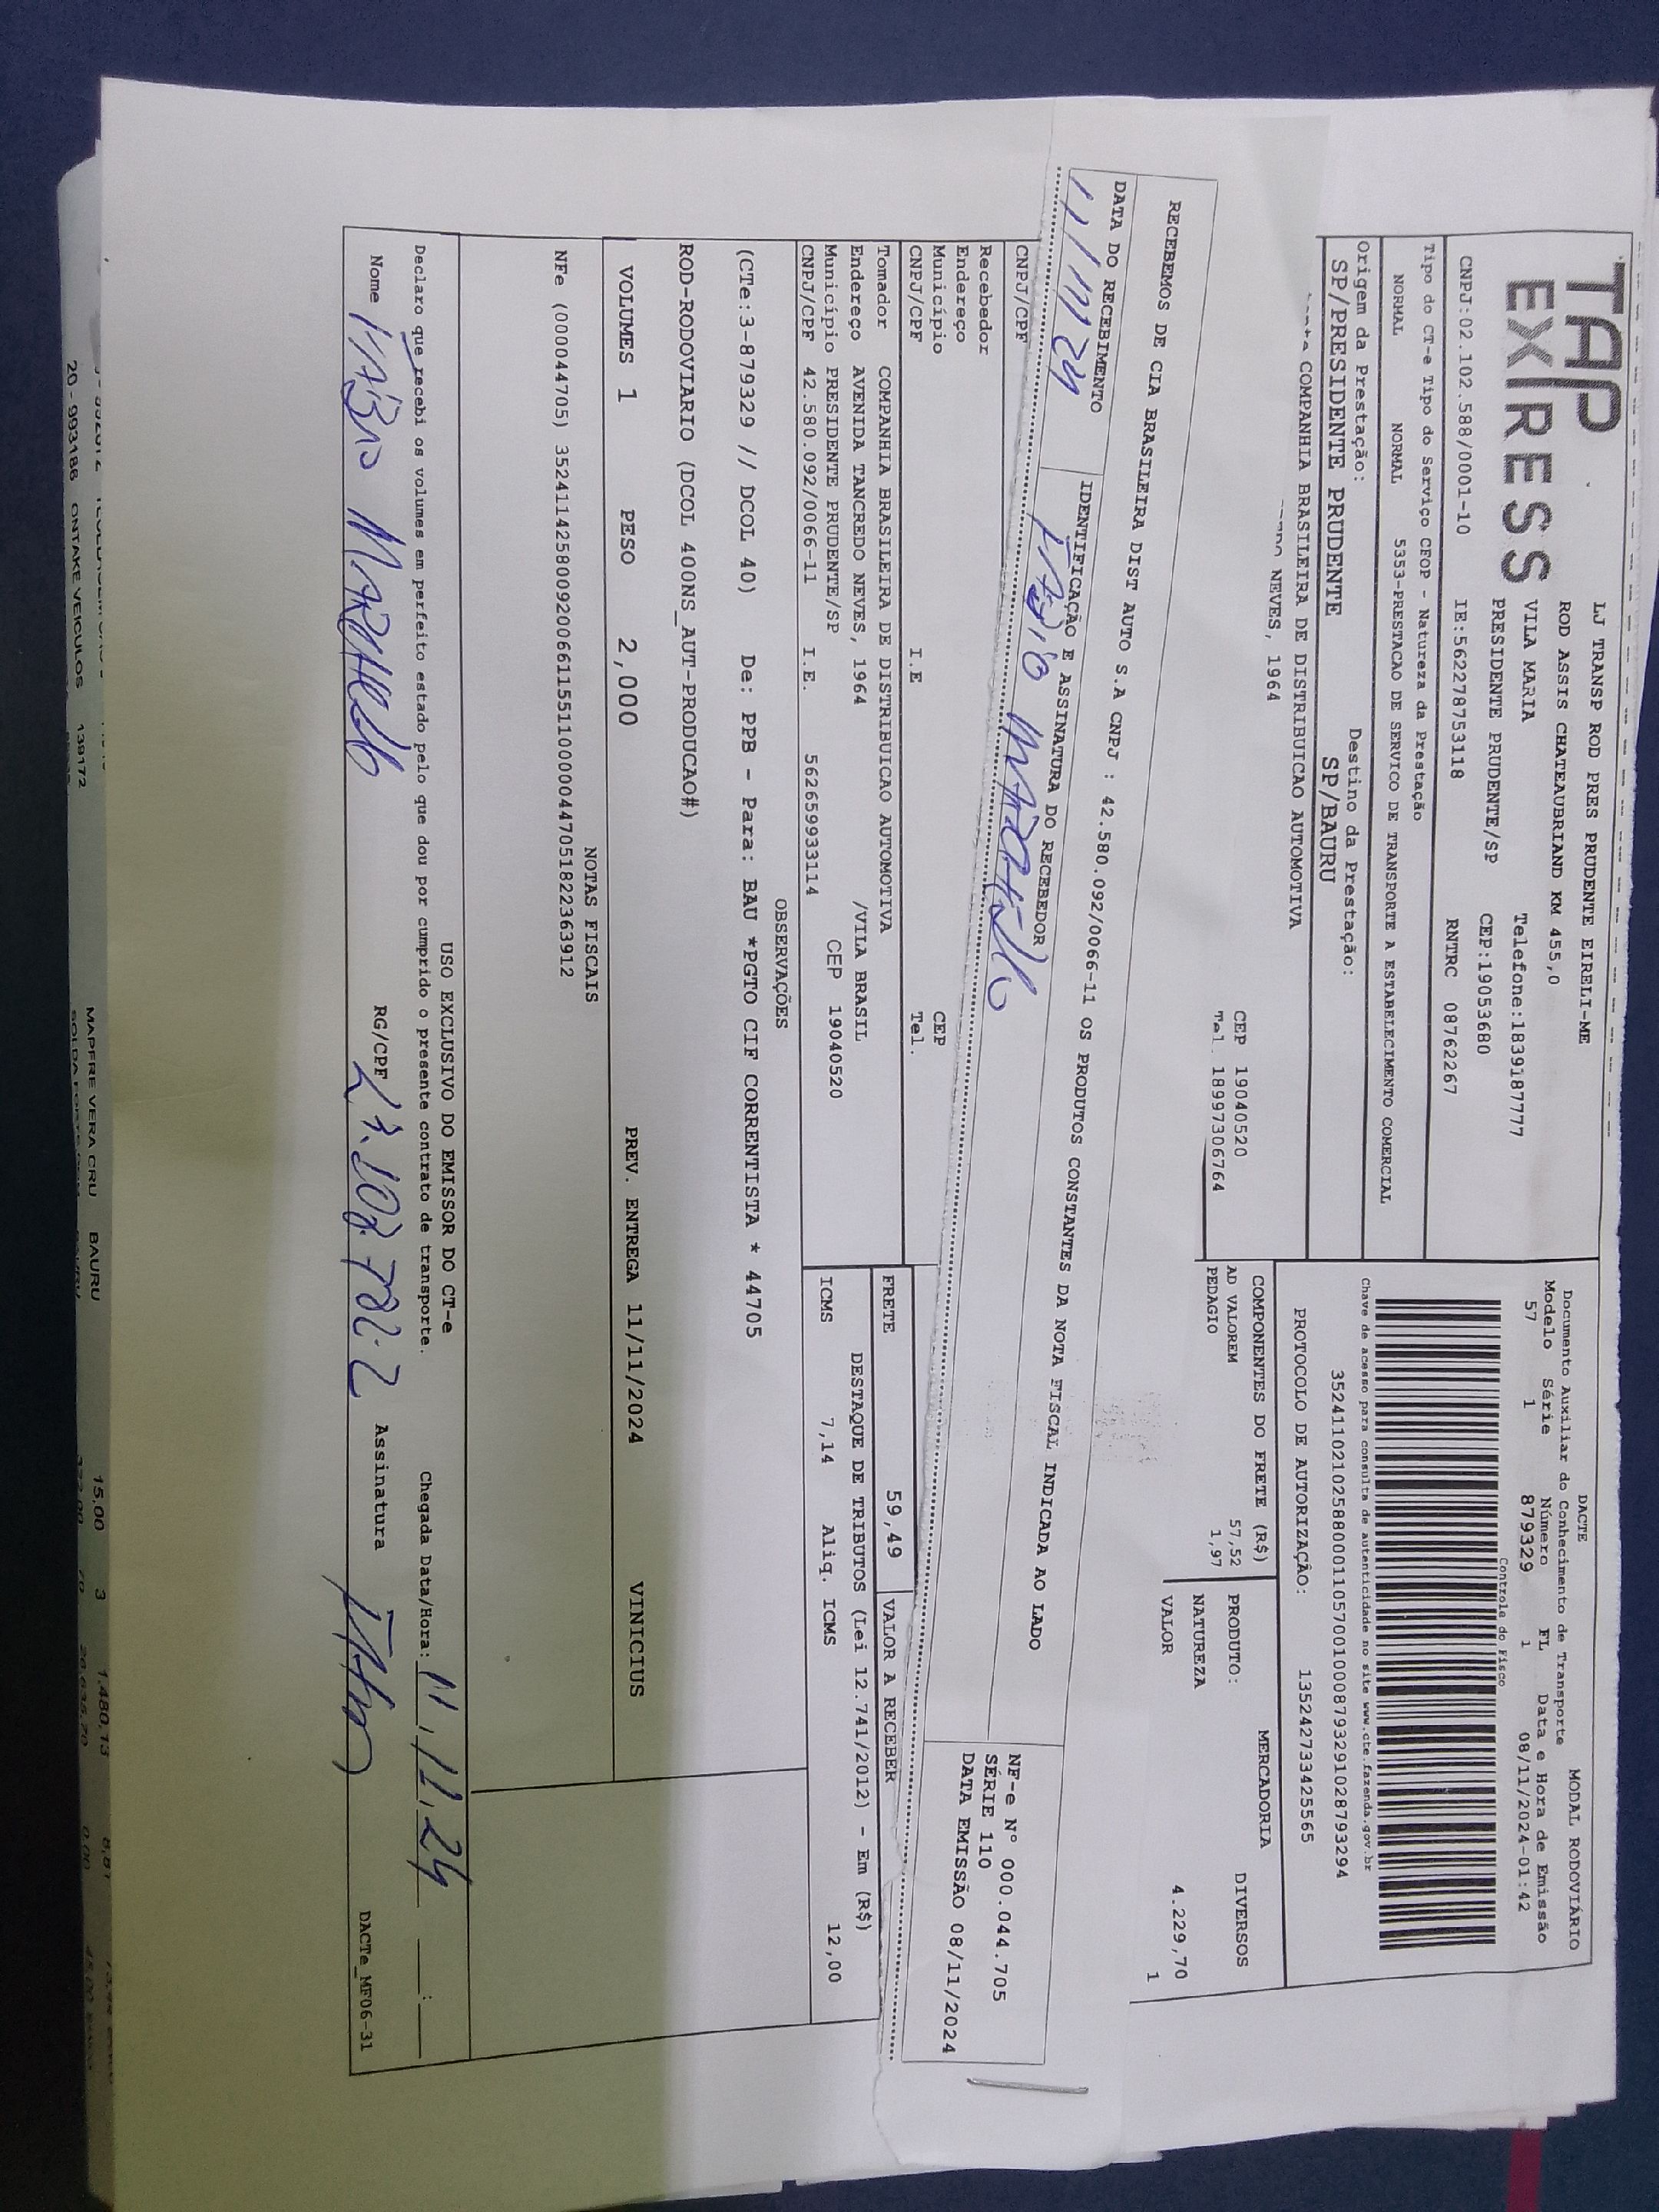 TAP
EXPRESS
LJ TRANSP ROD PRES PRUDENTE EIRELI-ME
ROD ASSIS CHATEAUBRIAND KM 455,0
VILA MARIA Telefone:1839187777
PRESIDENTE PRUDENTE/SP CEP:19053680
CNPJ:02.102.588/0001-10 IE:562278753118 RNTRC 08762267
DACTE MODAL RODOVIÁRIO
Documento Auxiliar do Conhecimento de Transporte
Modelo Série Número FL Data e Hora de Emissão
57 1 879329 1 08/11/2024-01:42
Controle do Fisco
Chave de acesso para consulta de autenticidade no site www.cte.fazenda.gov.br
35241102102588000110570010008793291028793294
PROTOCOLO DE AUTORIZAÇÃO: 135242733425565
Tipo do CT-e Tipo do Serviço CFOP - Natureza da Prestação
NORMAL NORMAL 5353-PRESTACAO DE SERVICO DE TRANSPORTE A ESTABELECIMENTO COMERCIAL
Origem da Prestação: Destino da Prestação:
SP/PRESIDENTE PRUDENTE SP/BAURU
COMPANHIA BRASILEIRA DE DISTRIBUICAO AUTOMOTIVA
NEVES, 1964
CEP 19040520
Tel. 18997306764
COMPONENTES DO FRETE (R$)
AD VALOREM 57,52
PEDAGIO 1,97
MERCADORIA
PRODUTO: DIVERSOS
NATUREZA
VALOR 4.229,70
1
RECEBEMOS DE CIA BRASILEIRA DIST AUTO S.A CNPJ : 42.580.092/0066-11 OS PRODUTOS CONSTANTES DA NOTA FISCAL INDICADA AO LADO
DATA DO RECEBIMENTO IDENTIFICAÇÃO E ASSINATURA DO RECEBEDOR
11/11/24
NF-e Nº 000.044.705
SÉRIE 110
DATA EMISSÃO 08/11/2024
CNPJ/CPF
Recebedor
Endereço
Município CEP
CNPJ/CPF I.E Tel.
Tomador COMPANHIA BRASILEIRA DE DISTRIBUICAO AUTOMOTIVA
Endereço AVENIDA TANCREDO NEVES, 1964 /VILA BRASIL
Município PRESIDENTE PRUDENTE/SP CEP 19040520
CNPJ/CPF 42.580.092/0066-11 I.E. 562659933114
FRETE 59,49 VALOR A RECEBER
DESTAQUE DE TRIBUTOS (Lei 12.741/2012) - Em (R$)
ICMS 7,14 Aliq. ICMS 12,00
OBSERVAÇÕES
(CTe:3-879329 // DCOL 40) De: PPB - Para: BAU *PGTO CIF CORRENTISTA * 44705
ROD-RODOVIARIO (DCOL 400NS_AUT-PRODUCAO#)
VOLUMES 1 PESO 2,000 PREV. ENTREGA 11/11/2024 VINICIUS
NOTAS FISCAIS
NFe (000044705) 35241142580092006611551100000447051822363912
USO EXCLUSIVO DO EMISSOR DO CT-e
Declaro que recebi os volumes em perfeito estado pelo que dou por cumprido o presente contrato de transporte. Chegada Data/Hora: 11/11/24 __:__
Nome RG/CPF Assinatura
DACTe_MF06-31
MAPFRE VERA CRU BAURU 15,00 3 1.480,13
20 - 993186 ONTAKE VEICULOS 139172